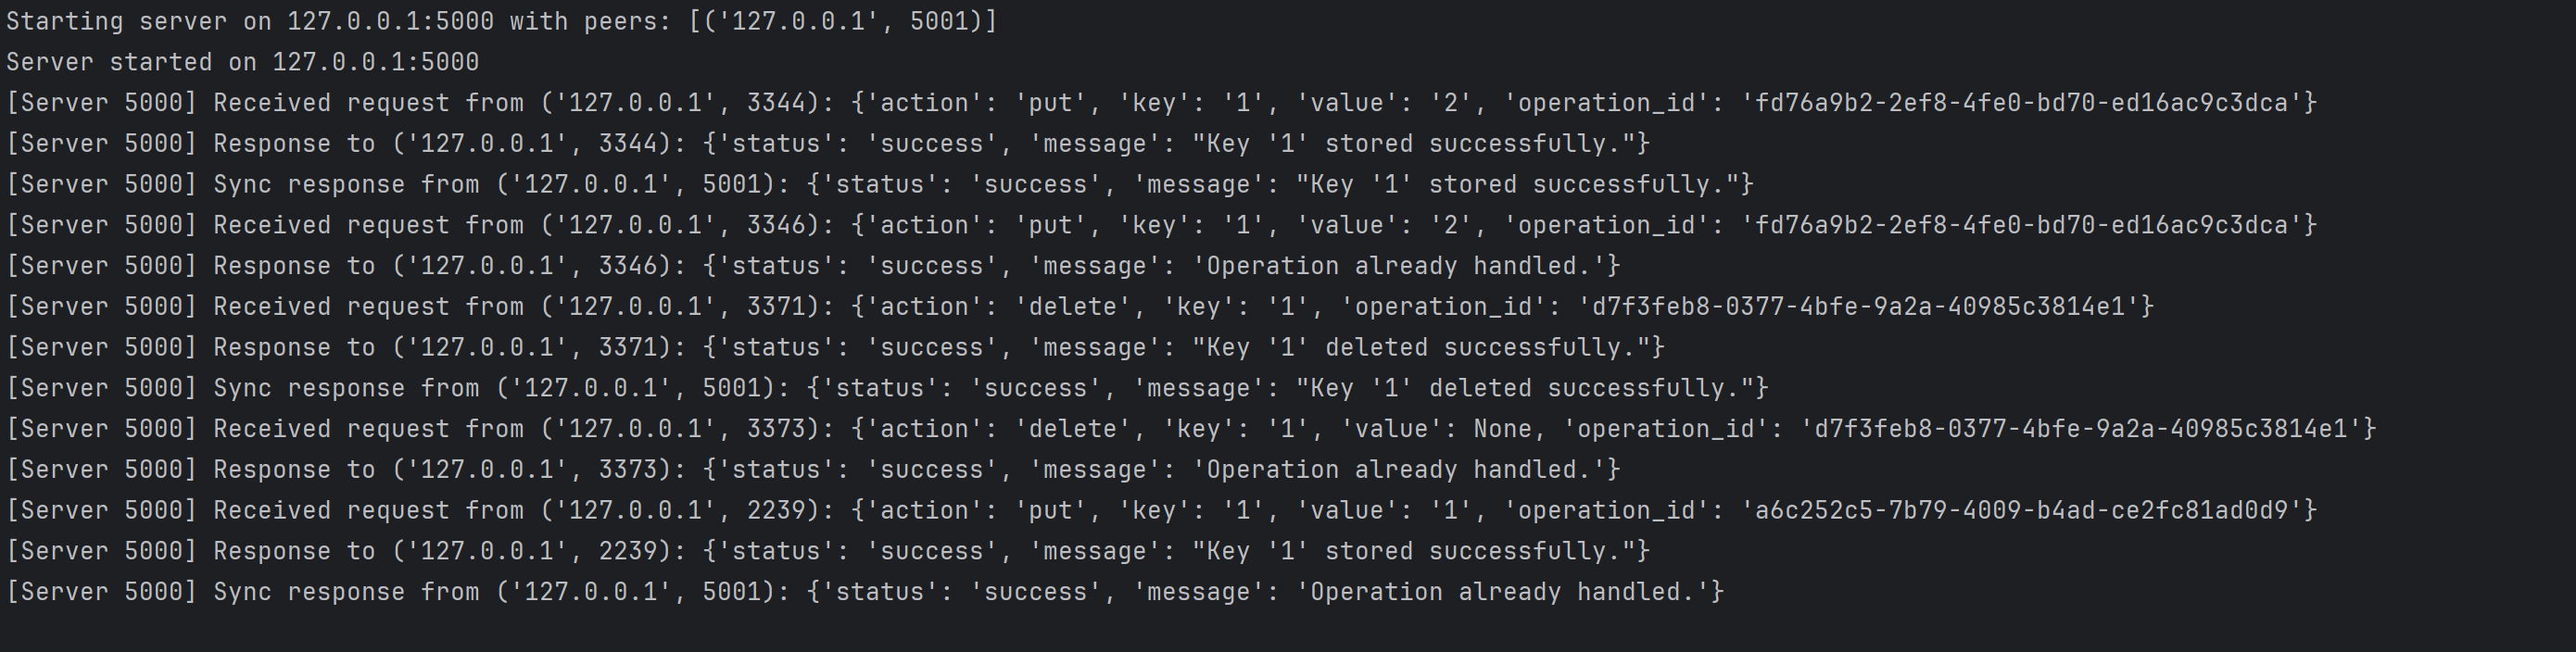 Starting server on 127.0.0.1:5000 with peers: [('127.0.0.1', 5001)]
Server started on 127.0.0.1:5000
[Server 5000] Received request from ('127.0.0.1', 3344): {'action': 'put', 'key': '1', 'value': '2', 'operation_id': 'fd76a9b2-2ef8-4fe0-bd70-ed16ac9c3dca'}
[Server 5000] Response to ('127.0.0.1', 3344): {'status': 'success', 'message': "Key '1' stored successfully."}
[Server 5000] Sync response from ('127.0.0.1', 5001): {'status': 'success', 'message': "Key '1' stored successfully."}
[Server 5000] Received request from ('127.0.0.1', 3346): {'action': 'put', 'key': '1', 'value': '2', 'operation_id': 'fd76a9b2-2ef8-4fe0-bd70-ed16ac9c3dca'}
[Server 5000] Response to ('127.0.0.1', 3346): {'status': 'success', 'message': 'Operation already handled.'}
[Server 5000] Received request from ('127.0.0.1', 3371): {'action': 'delete', 'key': '1', 'operation_id': 'd7f3feb8-0377-4bfe-9a2a-40985c3814e1'}
[Server 5000] Response to ('127.0.0.1', 3371): {'status': 'success', 'message': "Key '1' deleted successfully."}
[Server 5000] Sync response from ('127.0.0.1', 5001): {'status': 'success', 'message': "Key '1' deleted successfully."}
[Server 5000] Received request from ('127.0.0.1', 3373): {'action': 'delete', 'key': '1', 'value': None, 'operation_id': 'd7f3feb8-0377-4bfe-9a2a-40985c3814e1'}
[Server 5000] Response to ('127.0.0.1', 3373): {'status': 'success', 'message': 'Operation already handled.'}
[Server 5000] Received request from ('127.0.0.1', 2239): {'action': 'put', 'key': '1', 'value': '1', 'operation_id': 'a6c252c5-7b79-4009-b4ad-ce2fc81ad0d9'}
[Server 5000] Response to ('127.0.0.1', 2239): {'status': 'success', 'message': "Key '1' stored successfully."}
[Server 5000] Sync response from ('127.0.0.1', 5001): {'status': 'success', 'message': 'Operation already handled.'}